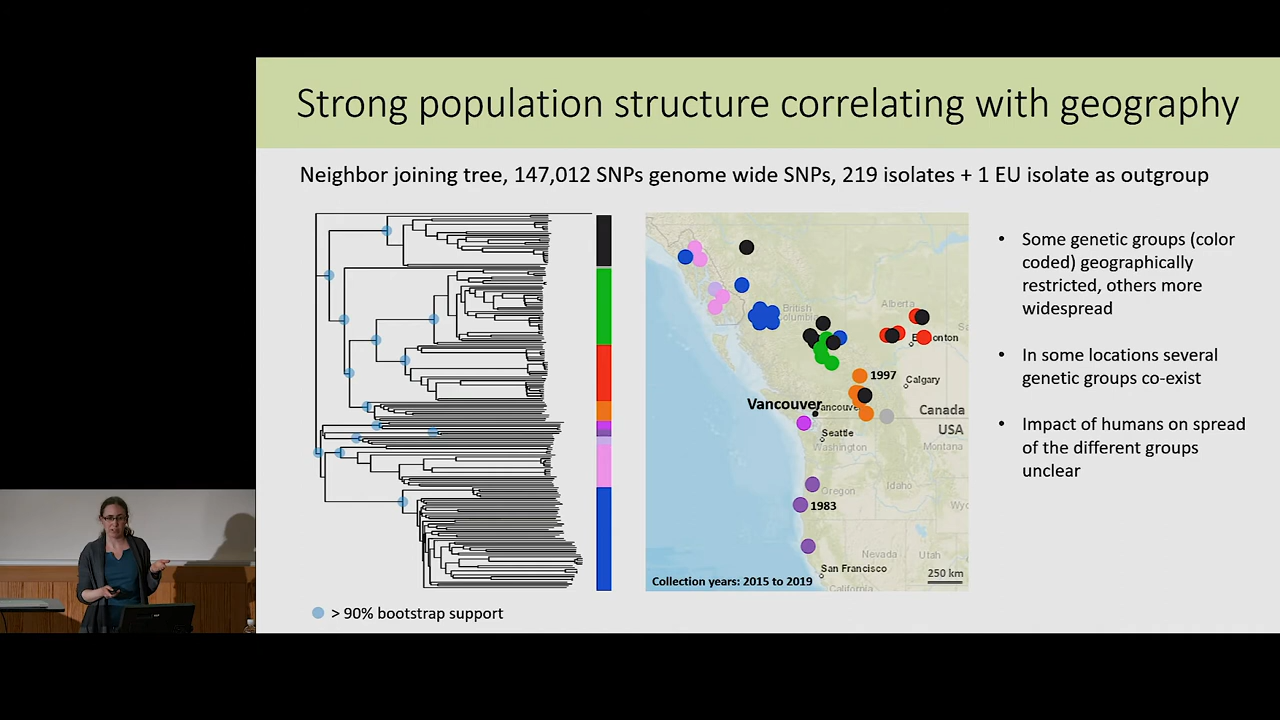 Strong population structure correlating with geography
Neighbor joining tree, 147,012 SNPs genome wide SNPs, 219 isolates + 1 EU isolate as outgroup
> 90% bootstrap support
British
Columbia
Alberta
1997
Calgary
Vancouver
Canada
USA
Seattle
Washington
Montana
Oregon
Idaho
1983
Nevada
Utah
San Francisco
California
Collection years: 2015 to 2019
250 km
• Some genetic groups (color
coded) geographically
restricted, others more
widespread
• In some locations several
genetic groups co-exist
• Impact of humans on spread
of the different groups
unclear